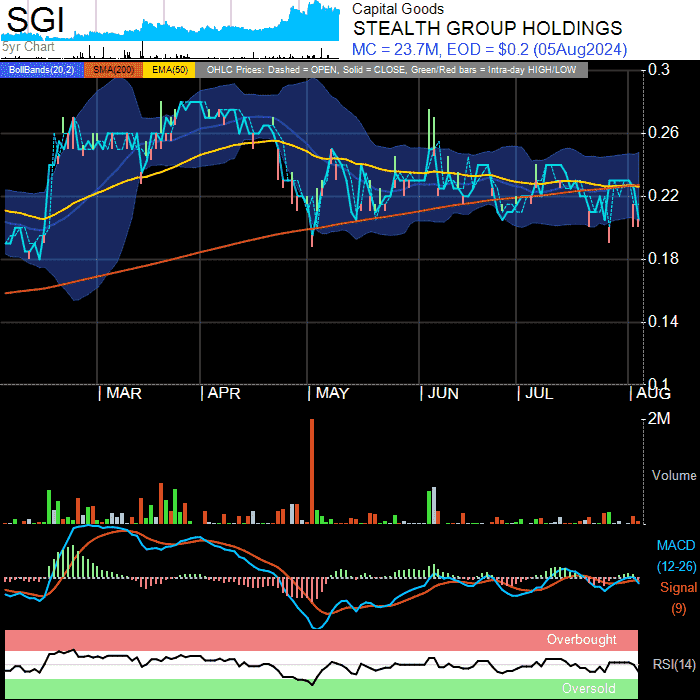 SGI
5yr Chart
Capital Goods
STEALTH GROUP HOLDINGS
MC = 23.7M, EOD = $0.2 (05Aug2024)
BollBands(20,2) SMA(200) EMA(50) OHLC Prices: Dashed = OPEN, Solid = CLOSE, Green/Red bars = Intra-day HIGH/LOW
0.3
0.26
0.22
0.18
0.14
0.1
| MAR | APR | MAY | JUN | JUL | AUG
2M
Volume
MACD
(12-26)
Signal
(9)
Overbought
RSI(14)
Oversold